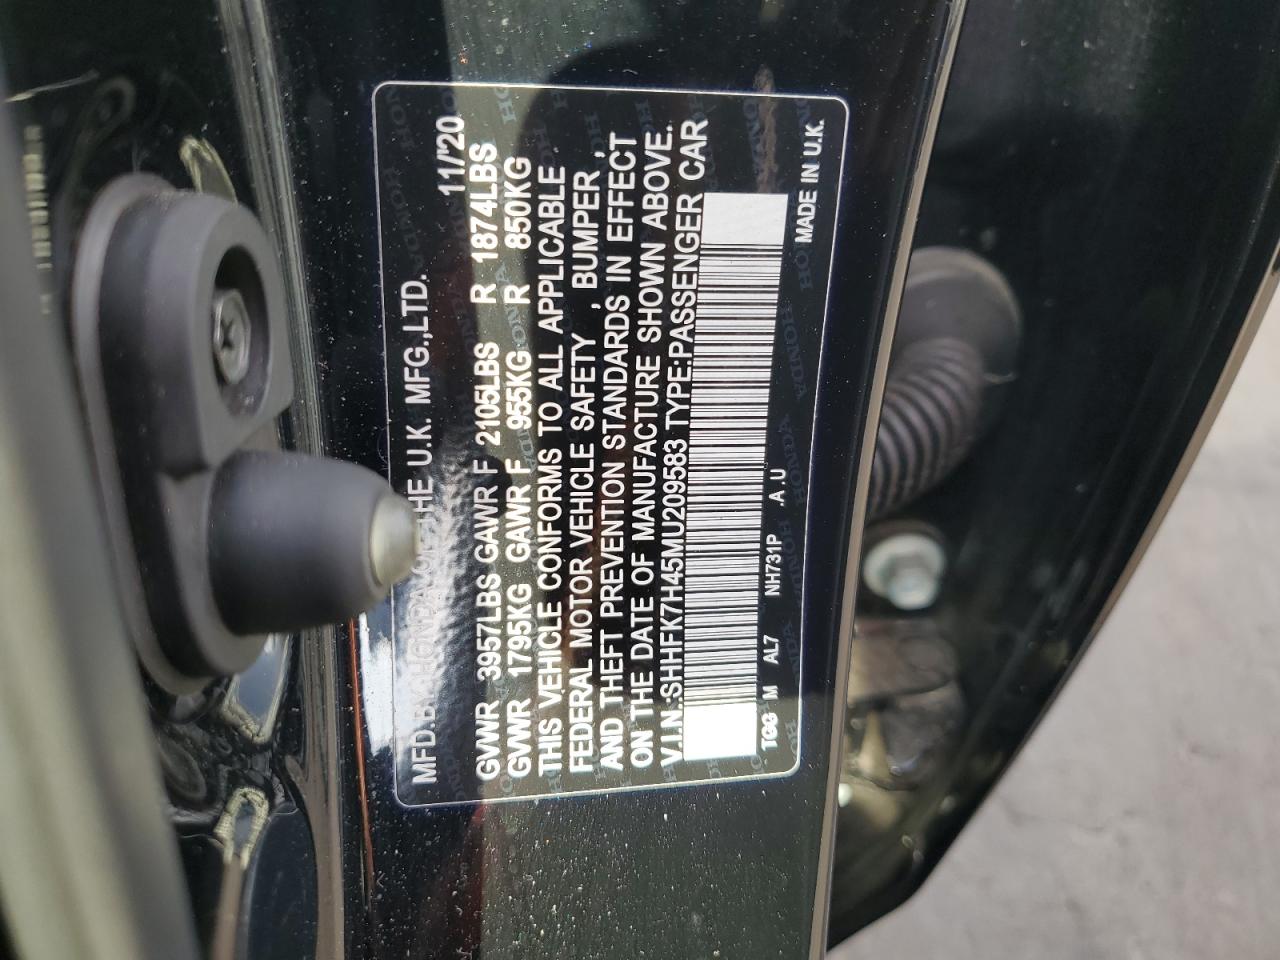 MFD.BY HONDA OF THE U.K. MFG.,LTD. 11/20
GVWR 3957LBS GAWR F 2105LBS R 1874LBS
GVWR 1795KG GAWR F 955KG R 850KG
THIS VEHICLE CONFORMS TO ALL APPLICABLE
FEDERAL MOTOR VEHICLE SAFETY , BUMPER ,
AND THEFT PREVENTION STANDARDS IN EFFECT
ON THE DATE OF MANUFACTURE SHOWN ABOVE.
V.I.N.:SHHFK7H45MU209583 TYPE:PASSENGER CAR
TGG M AL7 NH731P .A .U MADE IN U.K.